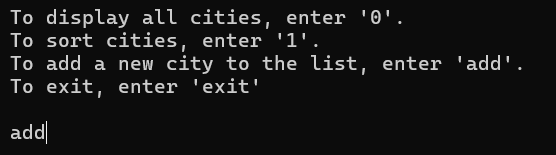 To display all cities, enter '0'.
To sort cities, enter '1'.
To add a new city to the list, enter 'add'.
To exit, enter 'exit'
add